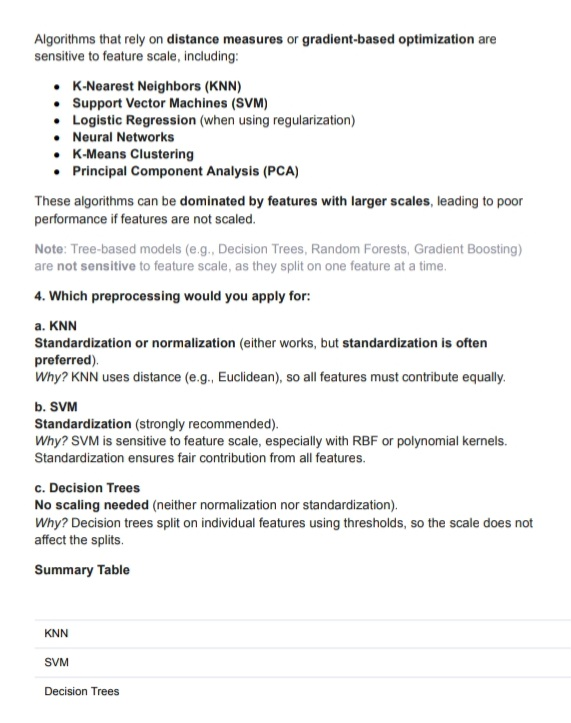 Algorithms that rely on distance measures or gradient-based optimization are
sensitive to feature scale, including:
• K-Nearest Neighbors (KNN)
• Support Vector Machines (SVM)
• Logistic Regression (when using regularization)
• Neural Networks
• K-Means Clustering
• Principal Component Analysis (PCA)
These algorithms can be dominated by features with larger scales, leading to poor
performance if features are not scaled.
Note: Tree-based models (e.g., Decision Trees, Random Forests, Gradient Boosting)
are not sensitive to feature scale, as they split on one feature at a time.
4. Which preprocessing would you apply for:
a. KNN
Standardization or normalization (either works, but standardization is often
preferred).
Why? KNN uses distance (e.g., Euclidean), so all features must contribute equally.
b. SVM
Standardization (strongly recommended).
Why? SVM is sensitive to feature scale, especially with RBF or polynomial kernels.
Standardization ensures fair contribution from all features.
c. Decision Trees
No scaling needed (neither normalization nor standardization).
Why? Decision trees split on individual features using thresholds, so the scale does not
affect the splits.
Summary Table
KNN
SVM
Decision Trees